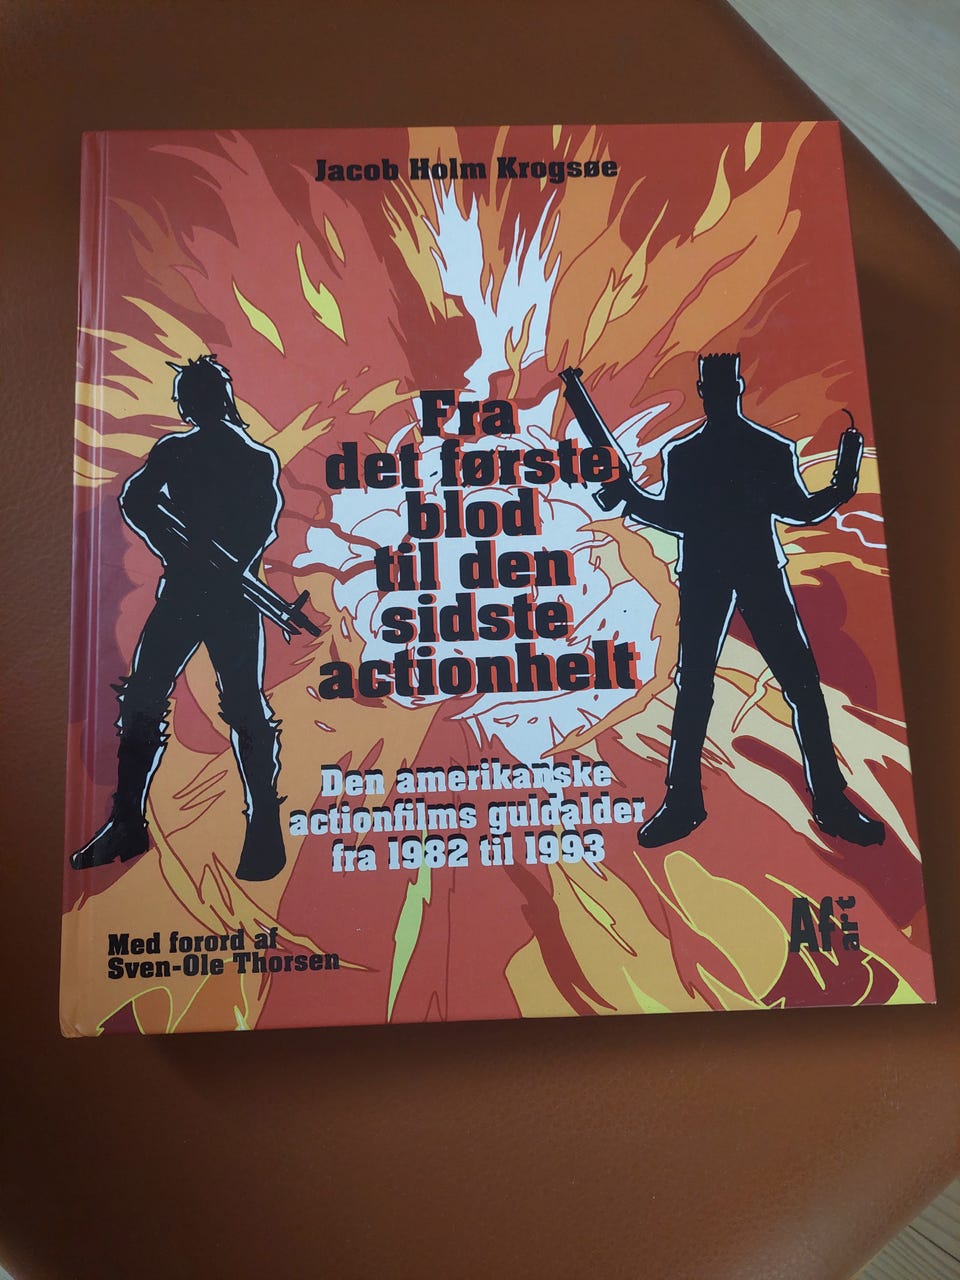 Jacob Holm Krogsøe
Fra
det første
blod
til den
sidste
actionhelt
Den amerikanske
actionfilms guldalder
fra 1982 til 1993
Med forord af
Sven-Ole Thorsen
Af
art